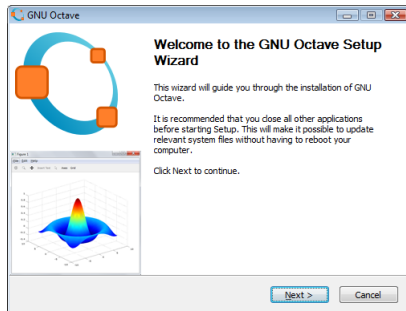 GNU Octave
Welcome to the GNU Octave Setup
Wizard
This wizard will guide you through the installation of GNU
Octave.
It is recommended that you close all other applications
before starting Setup. This will make it possible to update
relevant system files without having to reboot your
computer.
Click Next to continue.
Next >
Cancel